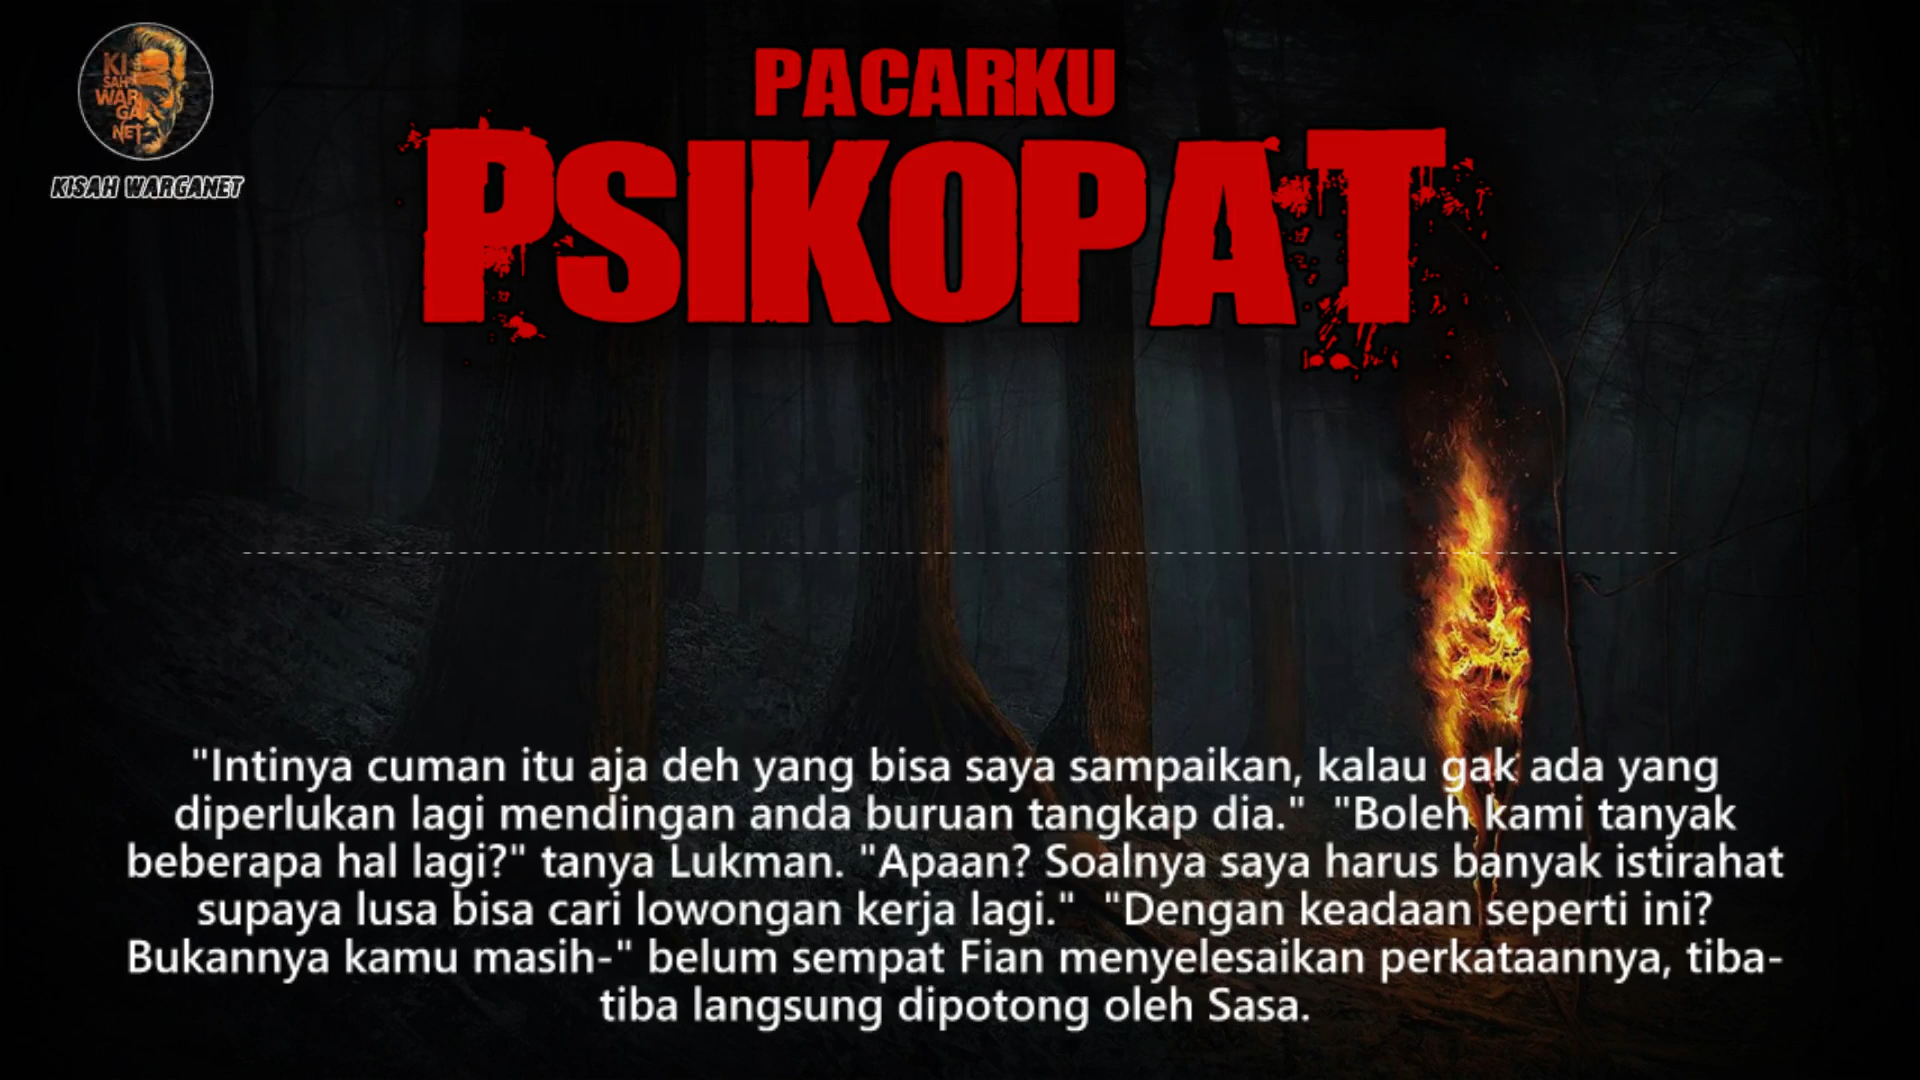 KI
SAH
WAR
GA
NET
KISAH WARGANET
PACARKU
PSIKOPAT
"Intinya cuman itu aja deh yang bisa saya sampaikan, kalau gak ada yang
diperlukan lagi mendingan anda buruan tangkap dia."  "Boleh kami tanyak
beberapa hal lagi?" tanya Lukman. "Apaan? Soalnya saya harus banyak istirahat
supaya lusa bisa cari lowongan kerja lagi."  "Dengan keadaan seperti ini?
Bukannya kamu masih-" belum sempat Fian menyelesaikan perkataannya, tiba-
tiba langsung dipotong oleh Sasa.